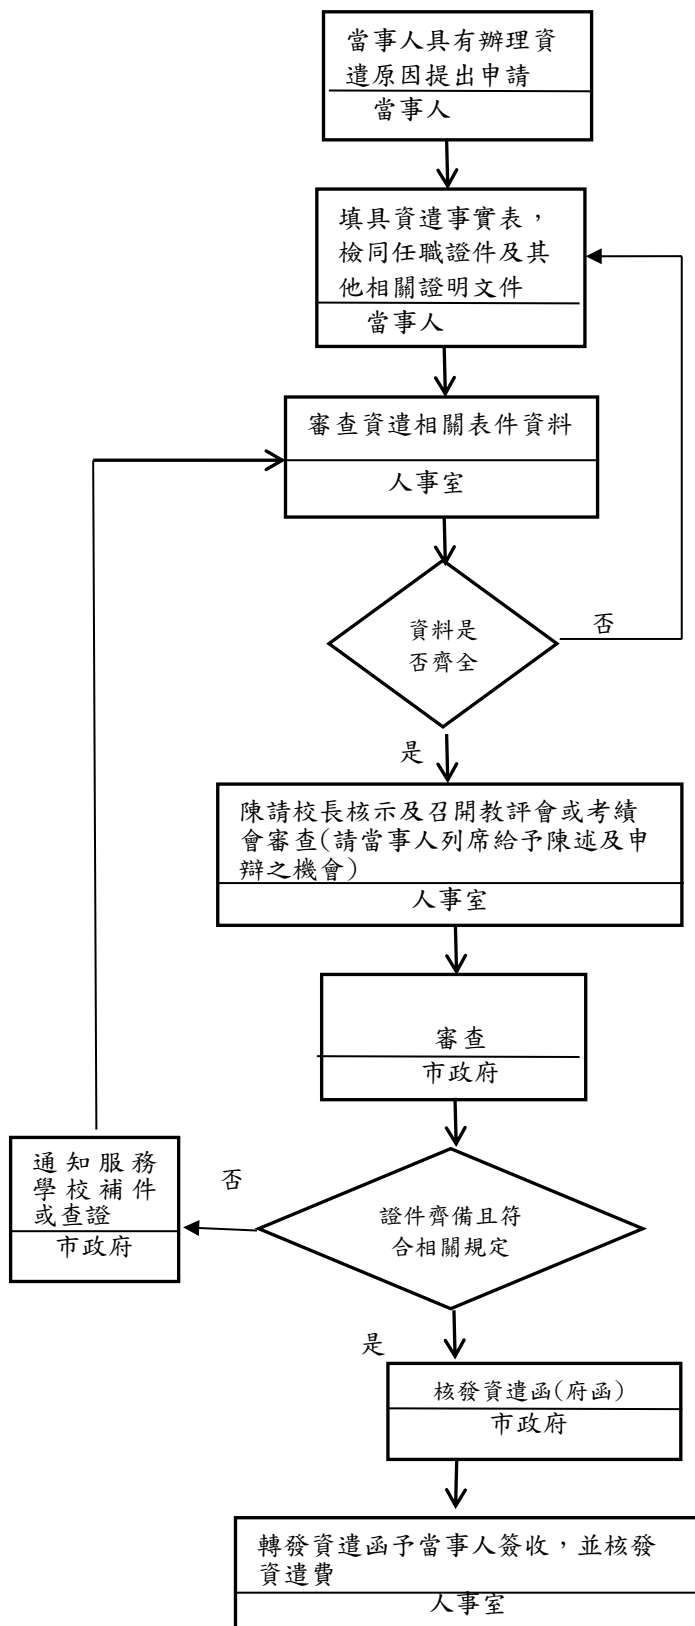 當事人具有辦理資
遣原因提出申請
當事人
填具資遣事實表，
檢同任職證件及其
他相關證明文件
當事人
審查資遣相關表件資料
人事室
資料是
否齊全
否
是
陳請校長核示及召開教評會或考績
會審查(請當事人列席給予陳述及申
辯之機會)
人事室
審查
市政府
通知服務
學校補件
或查證
市政府
否
證件齊備且符
合相關規定
是
核發資遣函(府函)
市政府
轉發資遣函予當事人簽收，並核發
資遣費
人事室